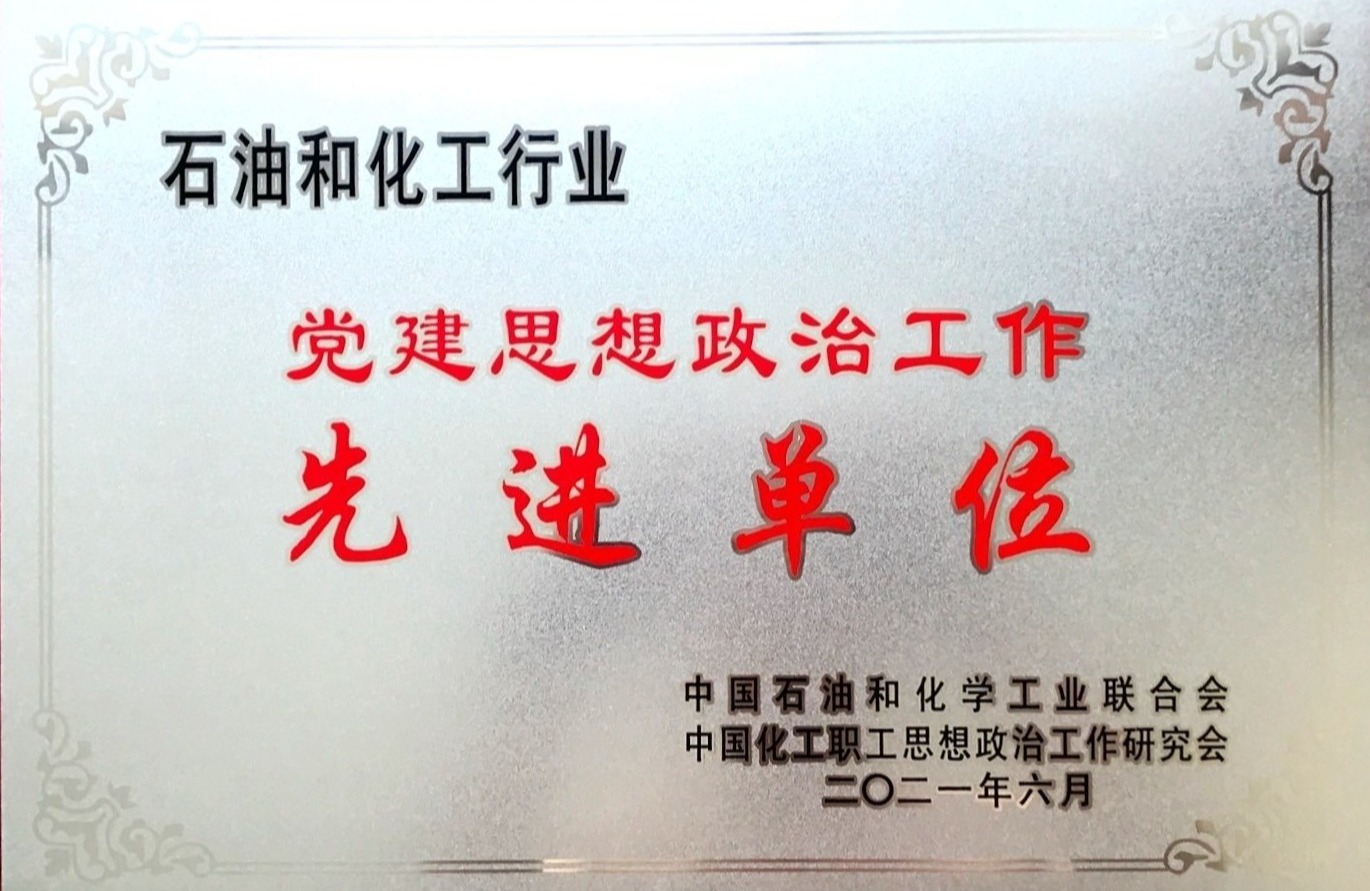 石油和化工行业
党建思想政治工作
先进单位
中国石油和化学工业联合会
中国化工职工思想政治工作研究会
二〇二一年六月